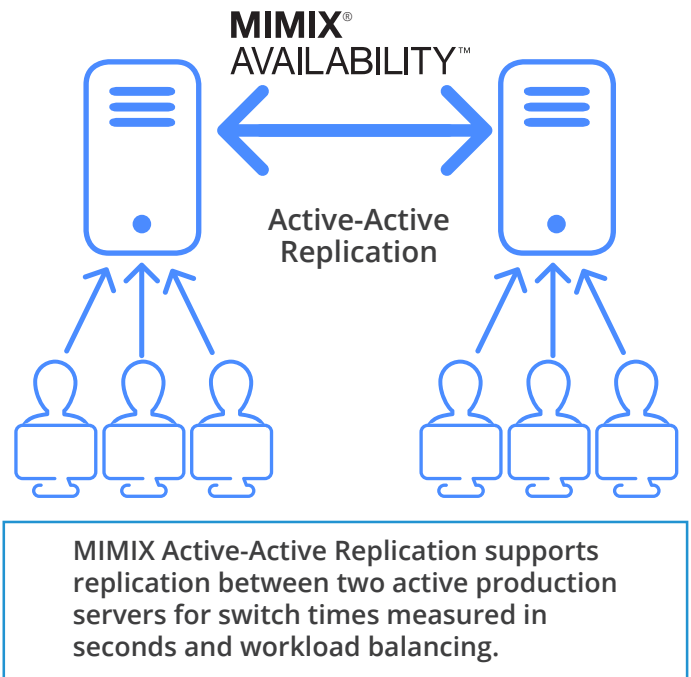 MIMIX®
AVAILABILITY™
Active-Active
Replication
MIMIX Active-Active Replication supports
replication between two active production
servers for switch times measured in
seconds and workload balancing.